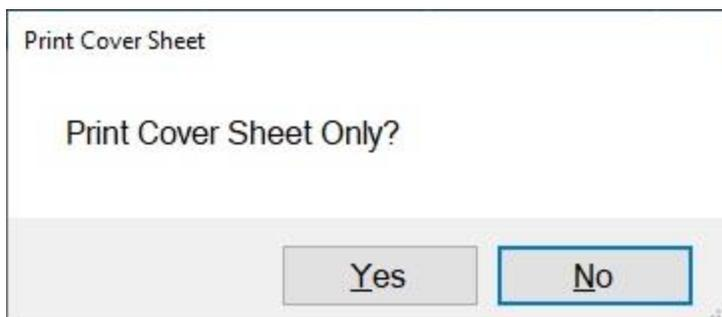 Print Cover Sheet
Print Cover Sheet Only?
Yes No